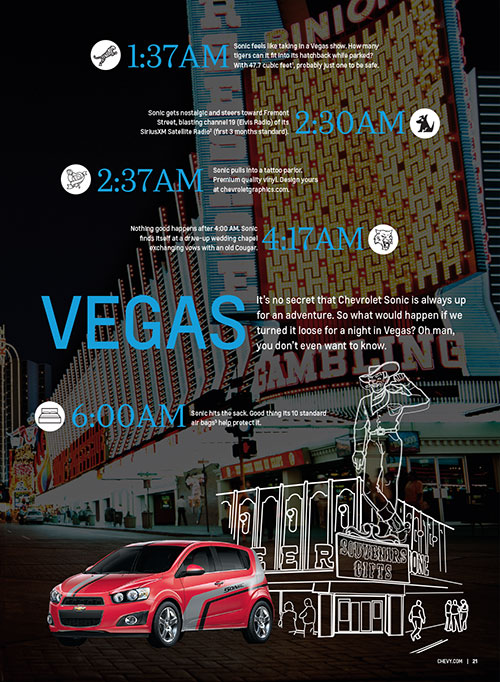 UNION
1:37AM
Sonic feels like taking in a Vegas show. How many
tigers can it fit into its hatchback while parked?
With 47.7 cubic feet¹, probably just one to be safe.
Sonic gets nostalgic and steers toward Fremont
Street, blasting channel 19 (Elvis Radio) of its
SiriusXM Satellite Radio² (first 3 months standard).
2:30AM
2:37AM
Sonic pulls into a tattoo parlor.
Premium quality vinyl. Design yours
at chevroletgraphics.com.
Nothing good happens after 4:00 AM. Sonic
finds itself at a drive-up wedding chapel
exchanging vows with an old Cougar.
4:17AM
VEGAS
It's no secret that Chevrolet Sonic is always up
for an adventure. So what would happen if we
turned it loose for a night in Vegas? Oh man,
you don't even want to know.
GAMBLING
6:00AM
Sonic hits the sack. Good thing its 10 standard
air bags³ help protect it.
SOUVENIRS
GIFTS
SONIC
CHEVY.COM | 21